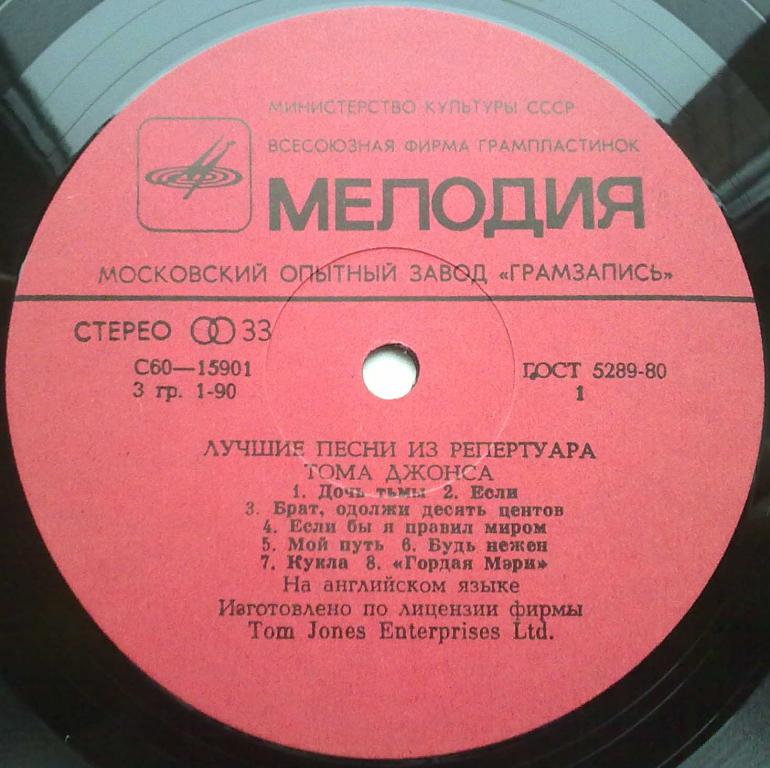 МИНИСТЕРСТВО КУЛЬТУРЫ СССР
ВСЕСОЮЗНАЯ ФИРМА ГРАМПЛАСТИНОК
МЕЛОДИЯ
МОСКОВСКИЙ ОПЫТНЫЙ ЗАВОД «ГРАМЗАПИСЬ»
СТЕРЕО 33
С60—15901 ГОСТ 5289-80
3 гр. 1-90 1
ЛУЧШИЕ ПЕСНИ ИЗ РЕПЕРТУАРА
ТОМА ДЖОНСА
1. Дочь тьмы 2. Если
3. Брат, одолжи десять центов
4. Если бы я правил миром
5. Мой путь 6. Будь нежен
7. Кукла 8. «Гордая Мэри»
На английском языке
Изготовлено по лицензии фирмы
Tom Jones Enterprises Ltd.